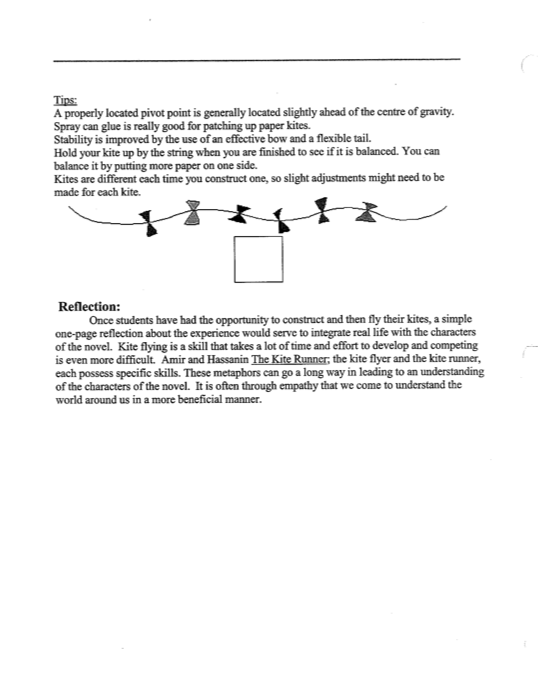 Tips:
A properly located pivot point is generally located slightly ahead of the centre of gravity.
Spray can glue is really good for patching up paper kites.
Stability is improved by the use of an effective bow and a flexible tail.
Hold your kite up by the string when you are finished to see if it is balanced. You can
balance it by putting more paper on one side.
Kites are different each time you construct one, so slight adjustments might need to be
made for each kite.
Reflection:
Once students have had the opportunity to construct and then fly their kites, a simple
one-page reflection about the experience would serve to integrate real life with the characters
of the novel. Kite flying is a skill that takes a lot of time and effort to develop and competing
is even more difficult. Amir and Hassanin The Kite Runner; the kite flyer and the kite runner,
each possess specific skills. These metaphors can go a long way in leading to an understanding
of the characters of the novel. It is often through empathy that we come to understand the
world around us in a more beneficial manner.